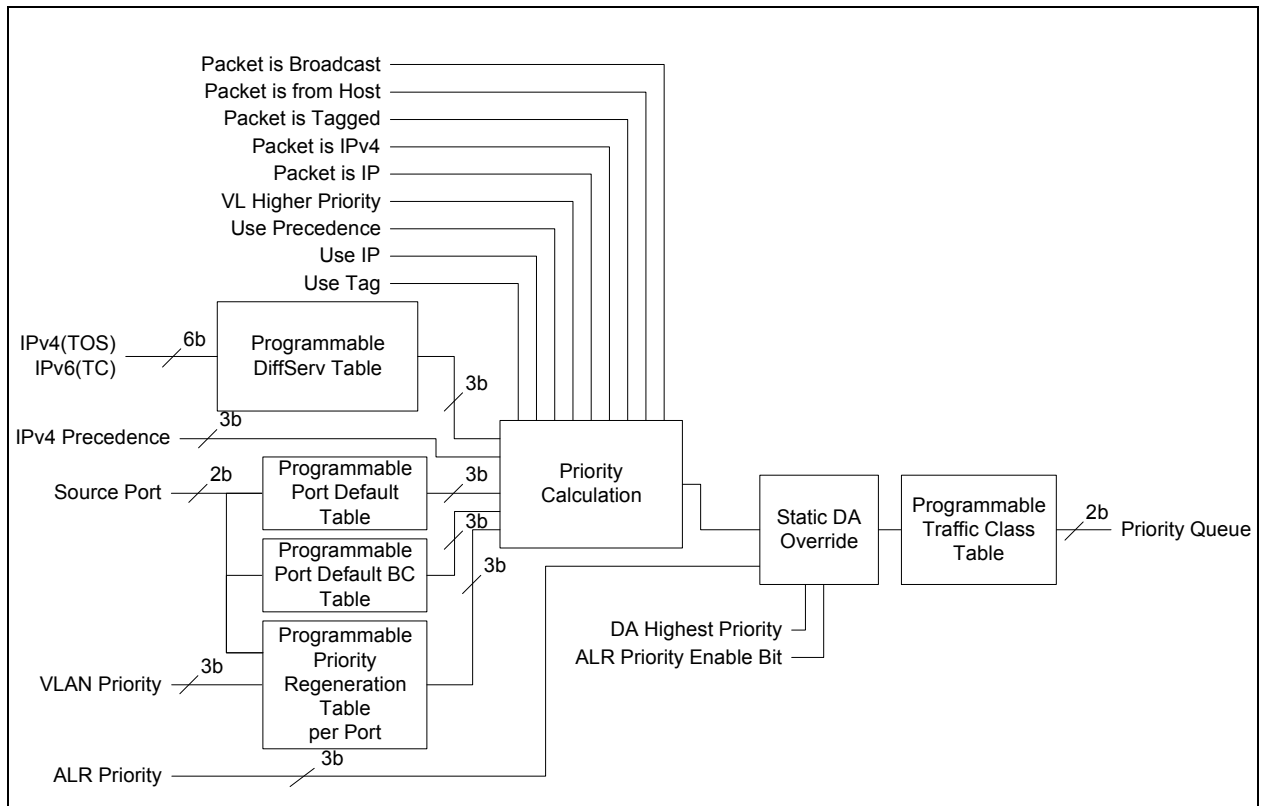 Packet is Broadcast
Packet is from Host
Packet is Tagged
Packet is IPv4
Packet is IP
VL Higher Priority
Use Precedence
Use IP
Use Tag
IPv4(TOS)
IPv6(TC)
6b
Programmable
DiffServ Table
3b
IPv4 Precedence
3b
Source Port
2b
Programmable
Port Default
Table
3b
Programmable
Port Default BC
Table
3b
VLAN Priority
3b
Programmable
Priority
Regeneration
Table
per Port
3b
ALR Priority
3b
Priority
Calculation
Static DA
Override
DA Highest Priority
ALR Priority Enable Bit
Programmable
Traffic Class
Table
2b
Priority Queue